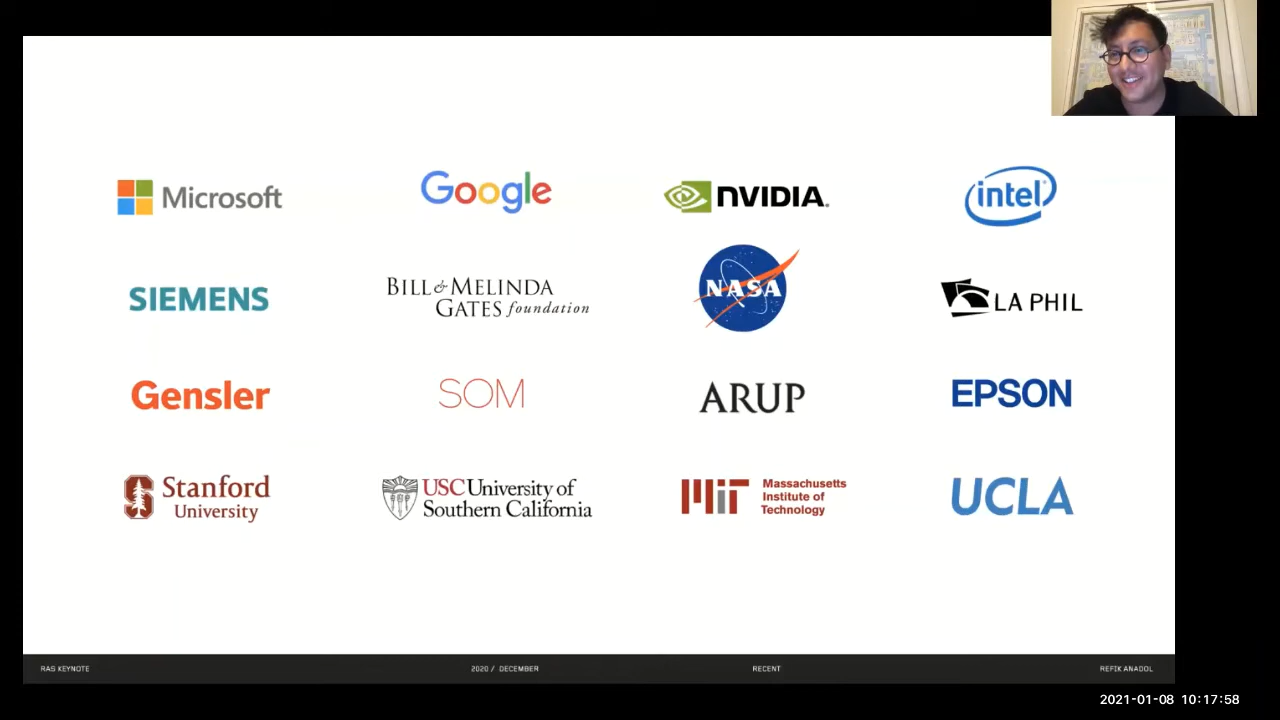 Microsoft
Google
NVIDIA.
intel
SIEMENS
BILL & MELINDA
GATES foundation
NASA
LA PHIL
Gensler
SOM
ARUP
EPSON
Stanford
University
USC University of
Southern California
MIT
Massachusetts
Institute of
Technology
UCLA
RAS KEYNOTE
2020 / DECEMBER
RECENT
REFIK ANADOL
2021-01-08 10:17:58